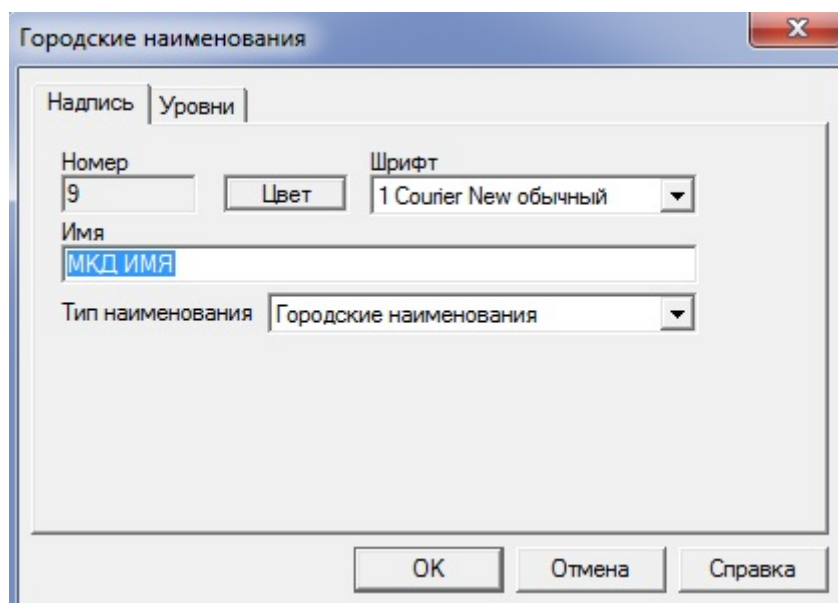 Городские наименования
Надпись Уровни
Номер Шрифт
9 Цвет 1 Courier New обычный
Имя
МКД ИМЯ
Тип наименования Городские наименования
OK Отмена Справка